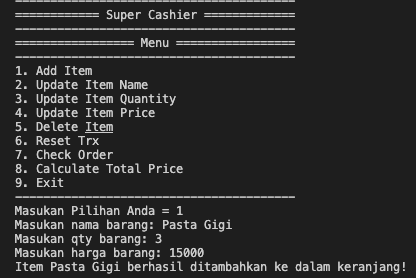 ----------------------------------------
============ Super Cashier =============
----------------------------------------
================= Menu =================
----------------------------------------
1. Add Item
2. Update Item Name
3. Update Item Quantity
4. Update Item Price
5. Delete Item
6. Reset Trx
7. Check Order
8. Calculate Total Price
9. Exit
----------------------------------------
Masukan Pilihan Anda = 1
Masukan nama barang: Pasta Gigi
Masukan qty barang: 3
Masukan harga barang: 15000
Item Pasta Gigi berhasil ditambahkan ke dalam keranjang!